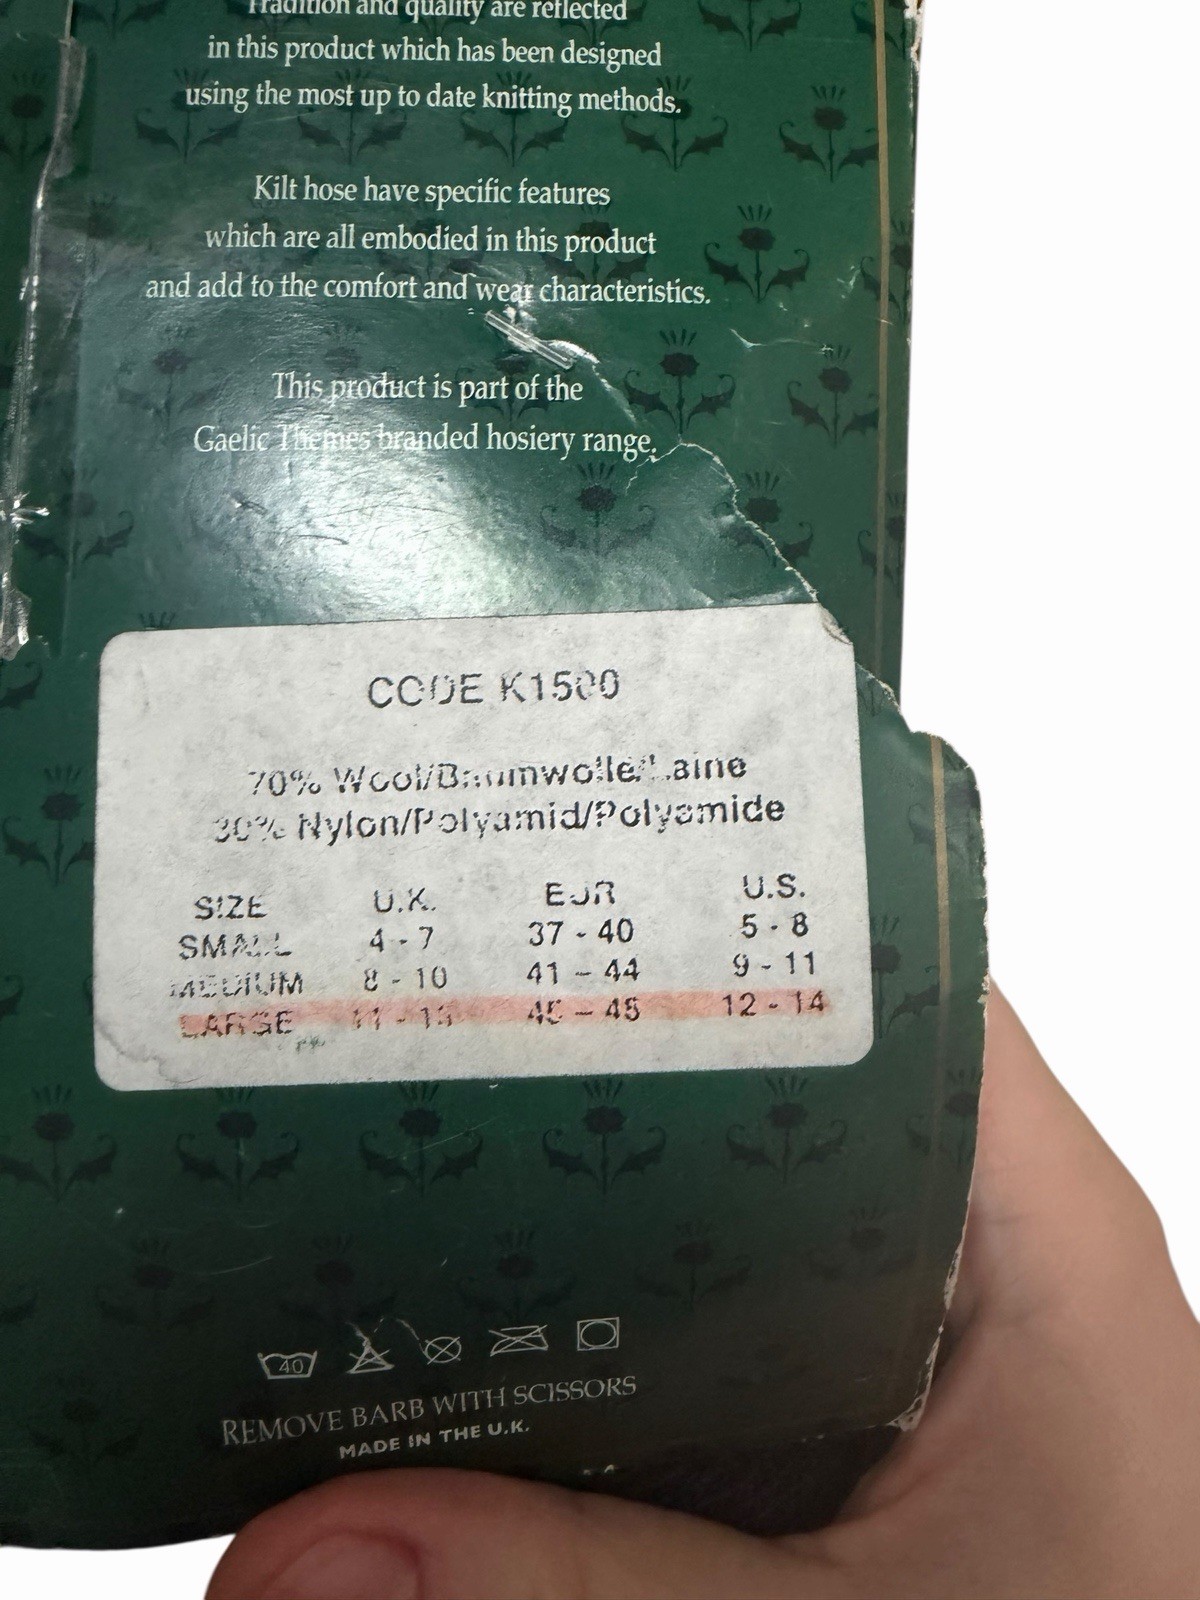 Tradition and quality are reflected
in this product which has been designed
using the most up to date knitting methods.
Kilt hose have specific features
which are all embodied in this product
and add to the comfort and wear characteristics.
This product is part of the
Gaelic Themes branded hosiery range.
CODE K1500
70% Wool/Baumwolle/Laine
30% Nylon/Polyamid/Polyamide
SIZE U.K. EUR U.S.
SMALL 4 - 7 37 - 40 5 - 8
MEDIUM 8 - 10 41 - 44 9 - 11
LARGE 12 - 14
40
REMOVE BARB WITH SCISSORS
MADE IN THE U.K.